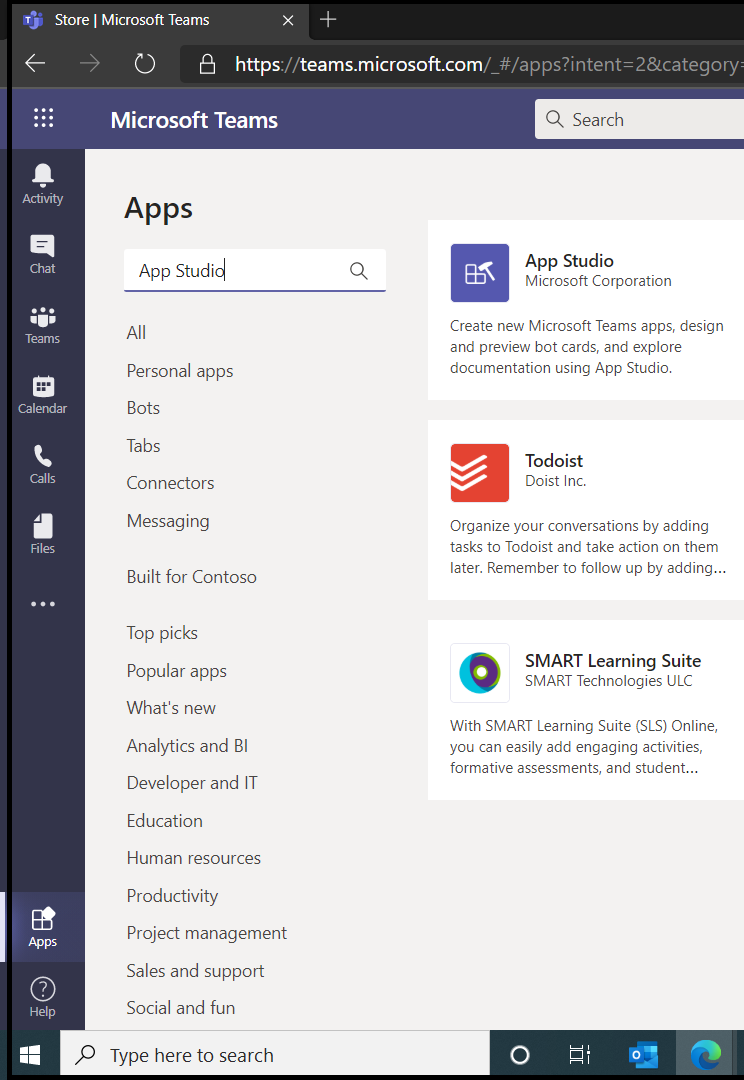 Store | Microsoft Teams
https://teams.microsoft.com/_#/apps?intent=2&category=
Microsoft Teams
Search
Activity
Chat
Teams
Calendar
Calls
Files
Apps
Help
Apps
App Studio
All
Personal apps
Bots
Tabs
Connectors
Messaging
Built for Contoso
Top picks
Popular apps
What's new
Analytics and BI
Developer and IT
Education
Human resources
Productivity
Project management
Sales and support
Social and fun
App Studio
Microsoft Corporation
Create new Microsoft Teams apps, design
and preview bot cards, and explore
documentation using App Studio.
Todoist
Doist Inc.
Organize your conversations by adding
tasks to Todoist and take action on them
later. Remember to follow up by adding...
SMART Learning Suite
SMART Technologies ULC
With SMART Learning Suite (SLS) Online,
you can easily add engaging activities,
formative assessments, and student...
Type here to search